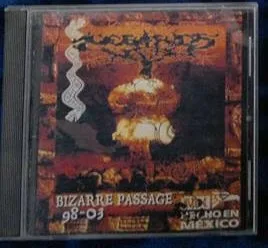 BIZARRE PASSAGE
98-03
HECHO EN
MÉXICO